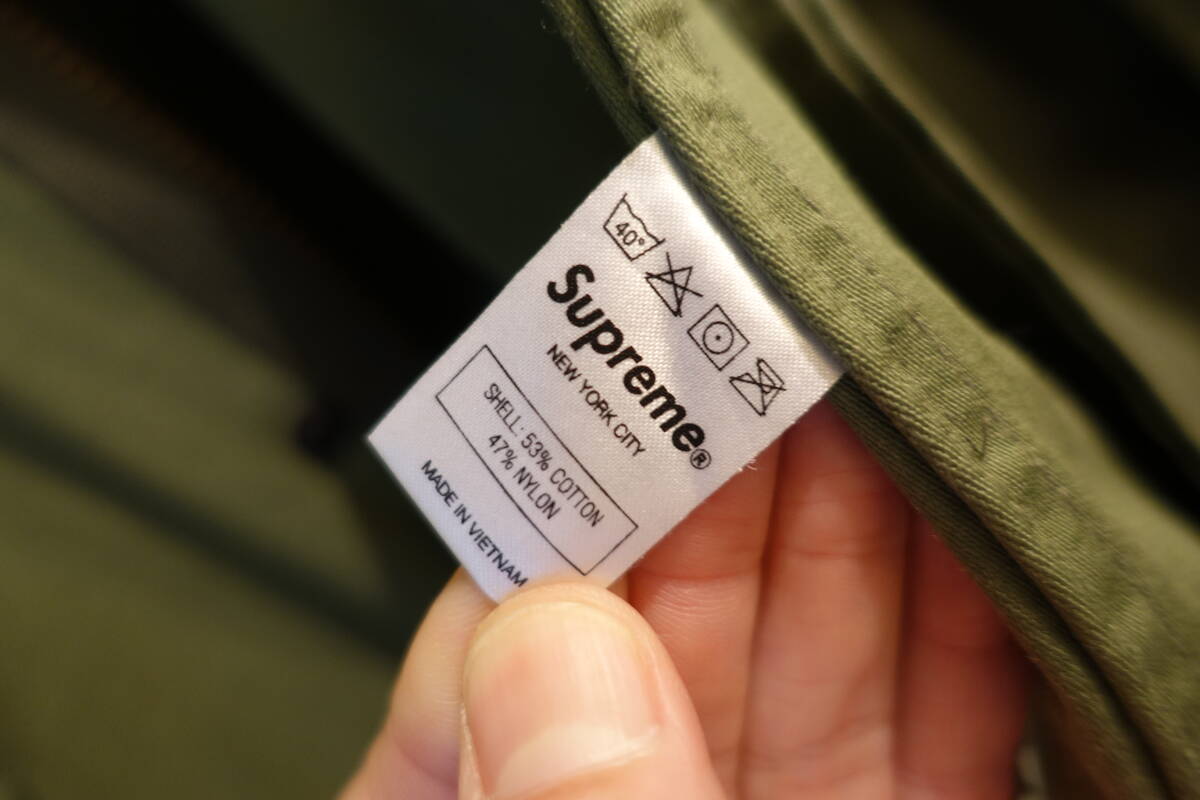 40°
Supreme®
NEW YORK CITY
SHELL: 53% COTTON
47% NYLON
MADE IN VIETNAM